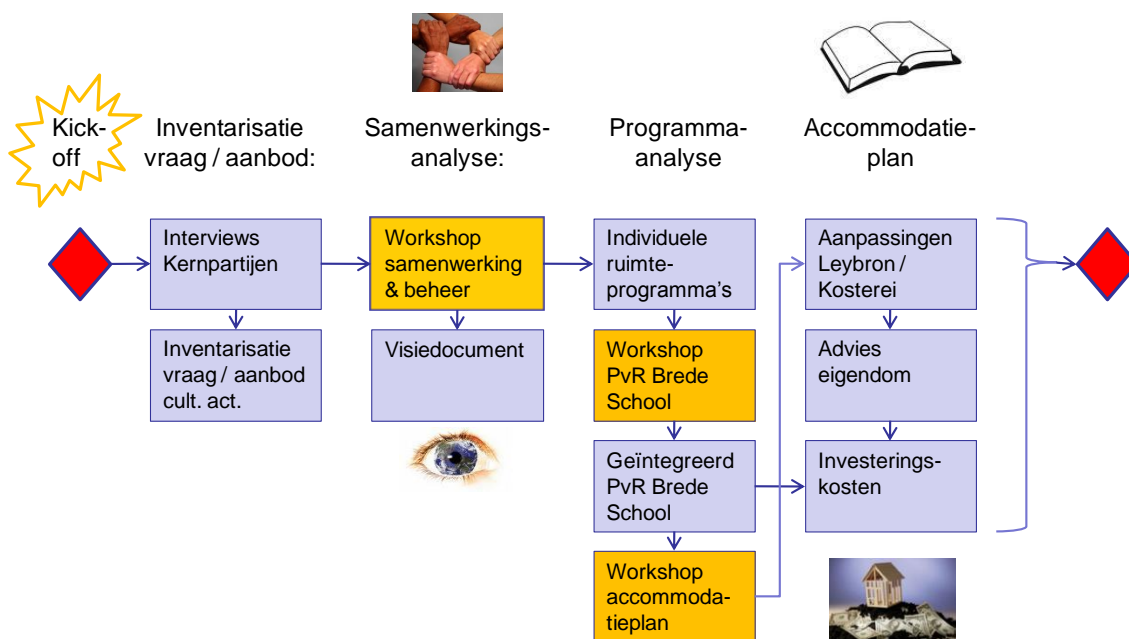 Kick-
off
Inventarisatie
vraag / aanbod:
Samenwerkings-
analyse:
Programma-
analyse
Accommodatie-
plan
Interviews
Kernpartijen
Inventarisatie
vraag / aanbod
cult. act.
Workshop
samenwerking
& beheer
Visiedocument
Individuele
ruimte-
programma’s
Workshop
PvR Brede
School
Geïntegreerd
PvR Brede
School
Workshop
accommoda-
tieplan
Aanpassingen
Leybron /
Kosterei
Advies
eigendom
Investerings-
kosten